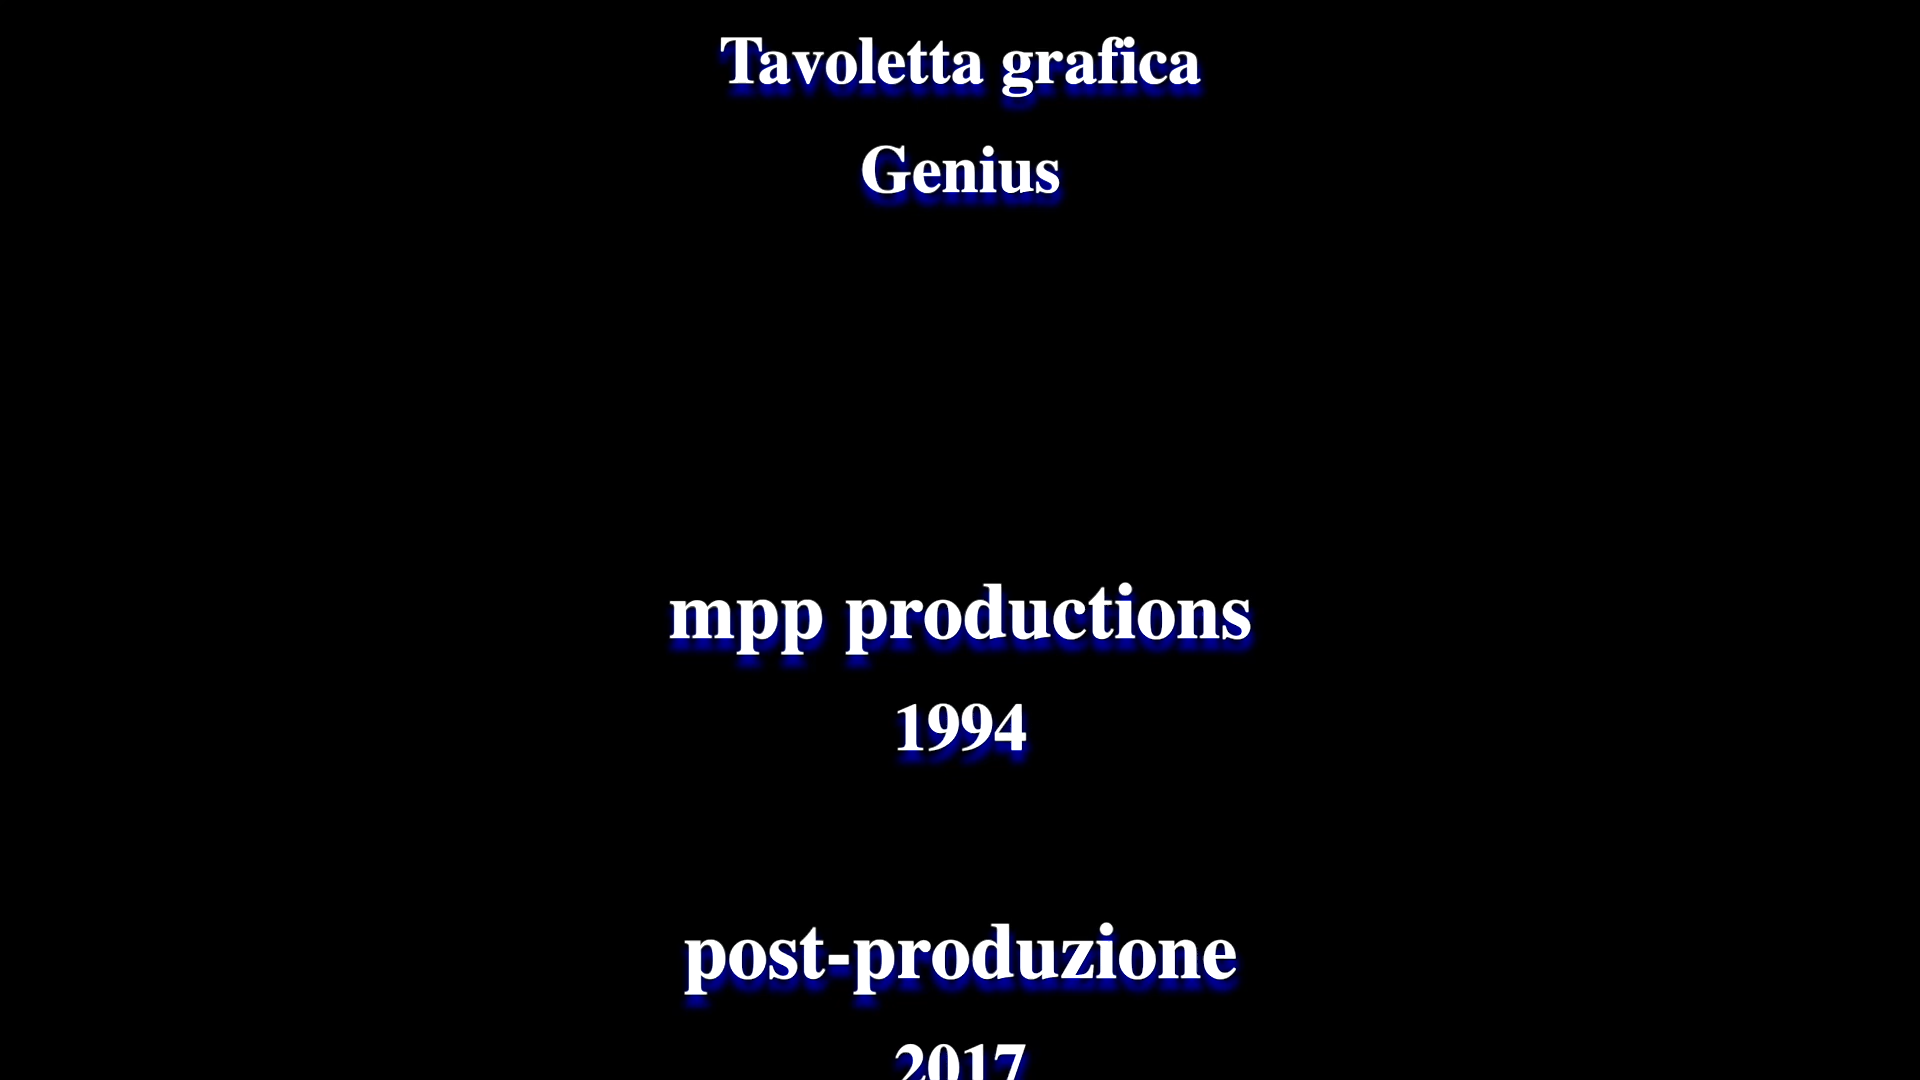 Tavoletta grafica
Genius
mpp productions
1994
post-produzione
2017